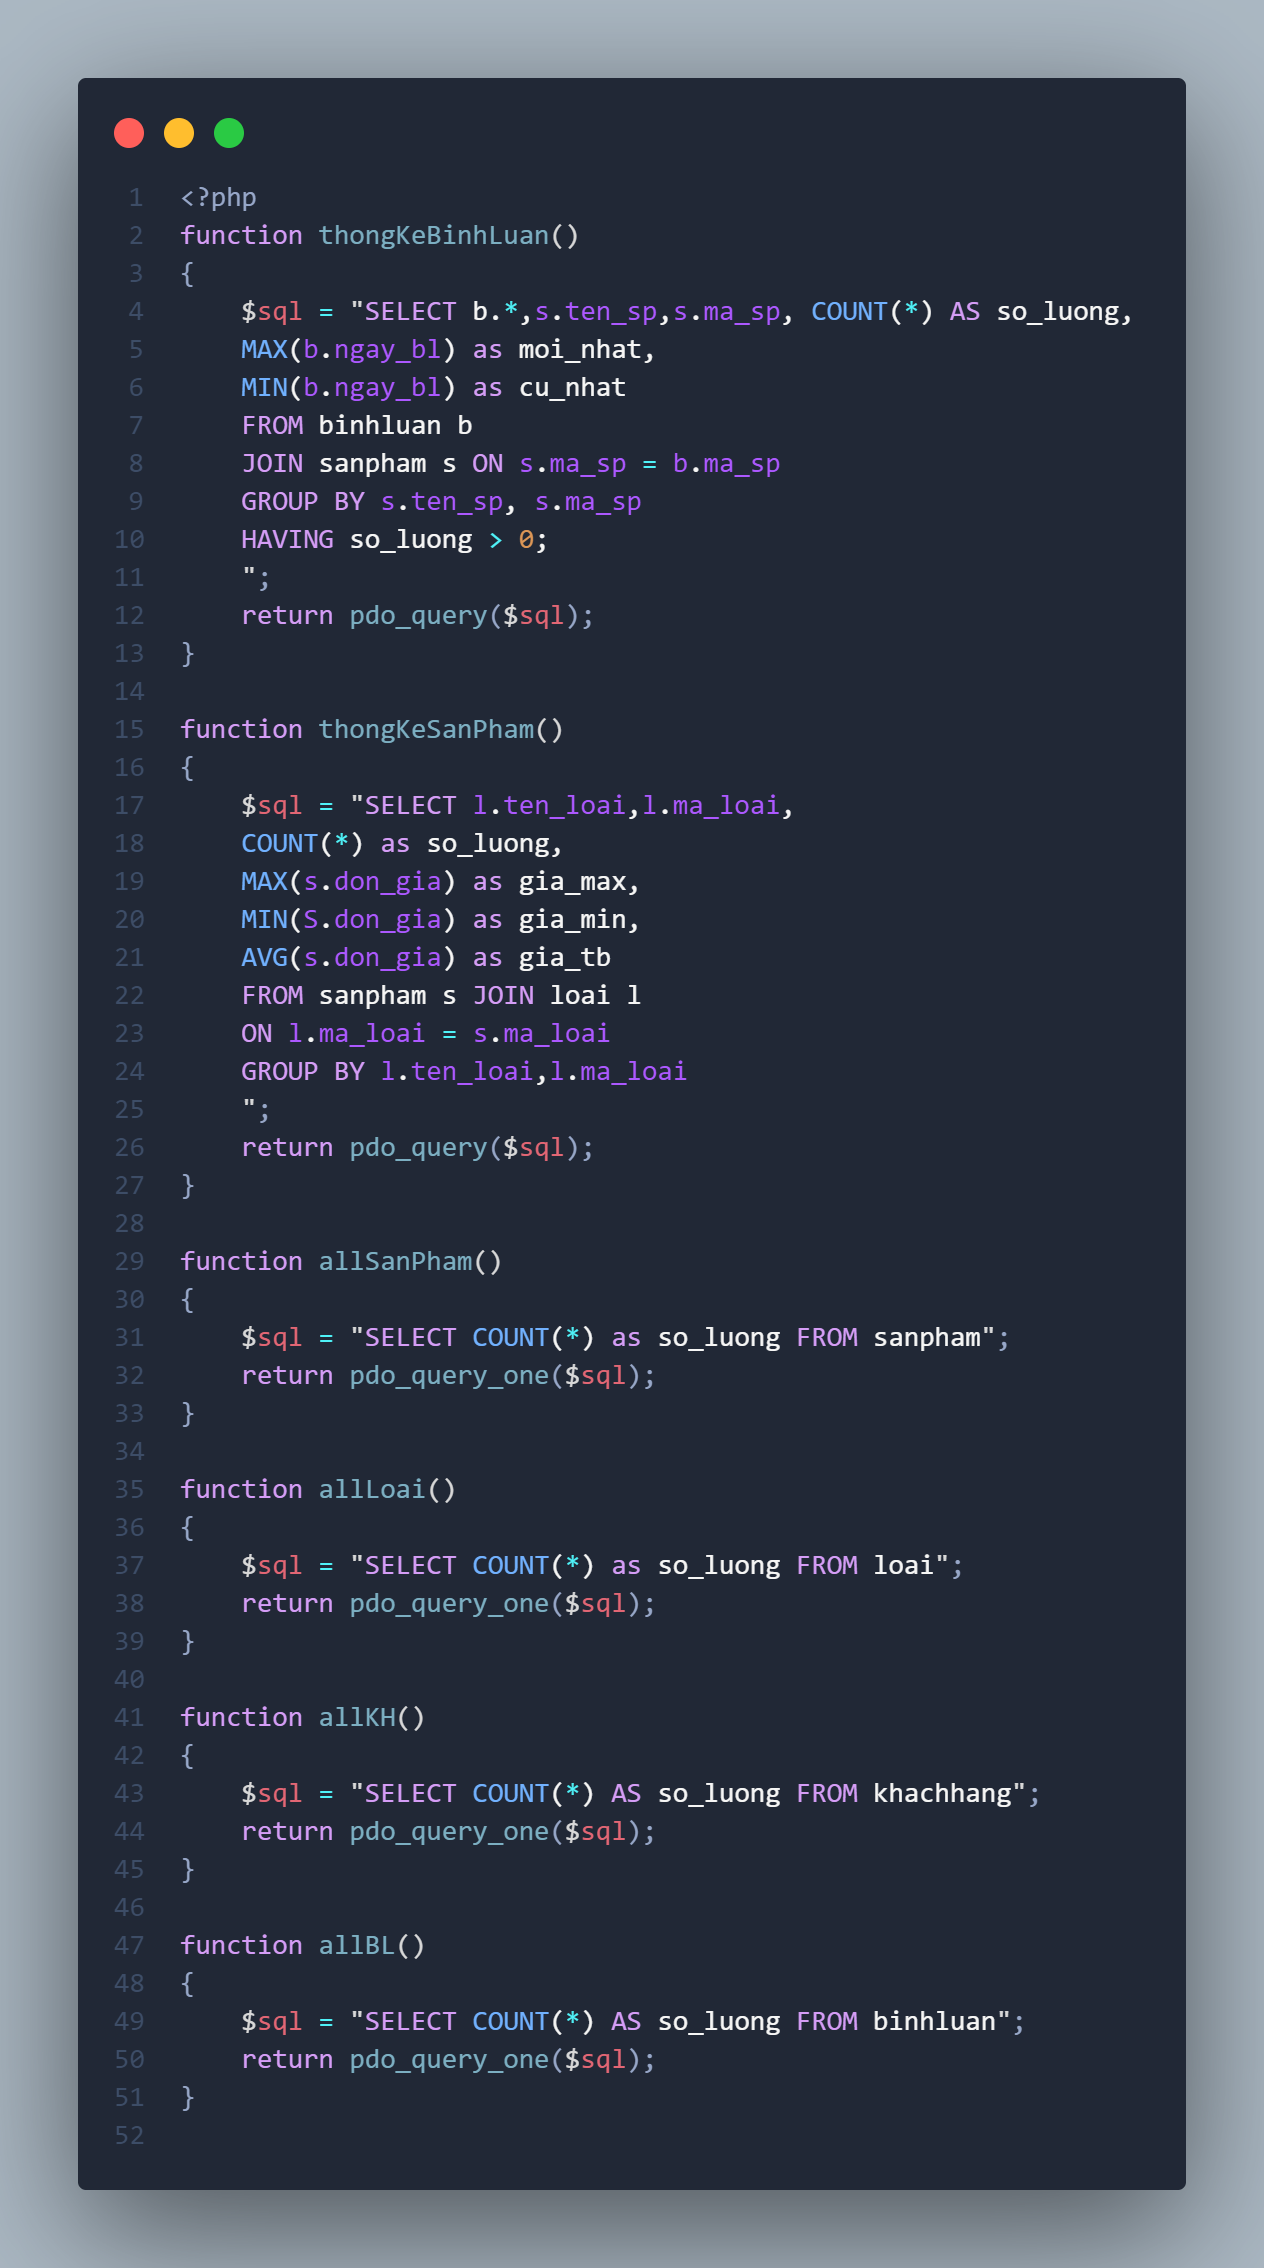 1 <?php
2 function thongKeBinhLuan()
3 {
4     $sql = "SELECT b.*,s.ten_sp,s.ma_sp, COUNT(*) AS so_luong,
5     MAX(b.ngay_bl) as moi_nhat,
6     MIN(b.ngay_bl) as cu_nhat
7     FROM binhluan b
8     JOIN sanpham s ON s.ma_sp = b.ma_sp
9     GROUP BY s.ten_sp, s.ma_sp
10     HAVING so_luong > 0;
11     ";
12     return pdo_query($sql);
13 }
14
15 function thongKeSanPham()
16 {
17     $sql = "SELECT l.ten_loai,l.ma_loai,
18     COUNT(*) as so_luong,
19     MAX(s.don_gia) as gia_max,
20     MIN(S.don_gia) as gia_min,
21     AVG(s.don_gia) as gia_tb
22     FROM sanpham s JOIN loai l
23     ON l.ma_loai = s.ma_loai
24     GROUP BY l.ten_loai,l.ma_loai
25     ";
26     return pdo_query($sql);
27 }
28
29 function allSanPham()
30 {
31     $sql = "SELECT COUNT(*) as so_luong FROM sanpham";
32     return pdo_query_one($sql);
33 }
34
35 function allLoai()
36 {
37     $sql = "SELECT COUNT(*) as so_luong FROM loai";
38     return pdo_query_one($sql);
39 }
40
41 function allKH()
42 {
43     $sql = "SELECT COUNT(*) AS so_luong FROM khachhang";
44     return pdo_query_one($sql);
45 }
46
47 function allBL()
48 {
49     $sql = "SELECT COUNT(*) AS so_luong FROM binhluan";
50     return pdo_query_one($sql);
51 }
52